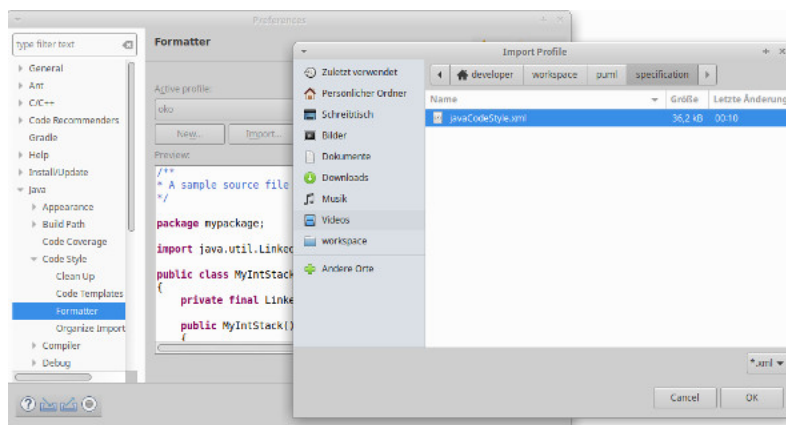 Preferences
type filter text
General
Ant
C/C++
Code Recommenders
Gradle
Help
Install/Update
Java
Appearance
Build Path
Code Coverage
Code Style
Clean Up
Code Templates
Formatter
Organize Import
Compiler
Debug
Formatter
Active profile:
oko
New... Import...
Preview:
/**
* A sample source file
*/
package mypackage;
import java.util.Linked
public class MyIntStack
{
private final Linke
public MyIntStack()
{
Import Profile
Zuletzt verwendet
Persönlicher Ordner
Schreibtisch
Bilder
Dokumente
Downloads
Musik
Videos
workspace
Andere Orte
developer workspace puml specification
Name Größe Letzte Änderung
javaCodeStyle.xml 36,2 kB 00:10
*.xml
Cancel OK